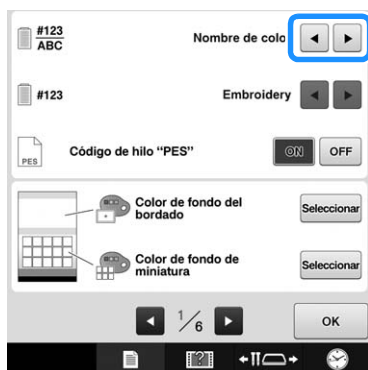 #123
ABC
Nombre de colo
#123
Embroidery
PES
Código de hilo "PES"
ON
OFF
Color de fondo del
bordado
Seleccionar
Color de fondo de
miniatura
Seleccionar
1/6
OK